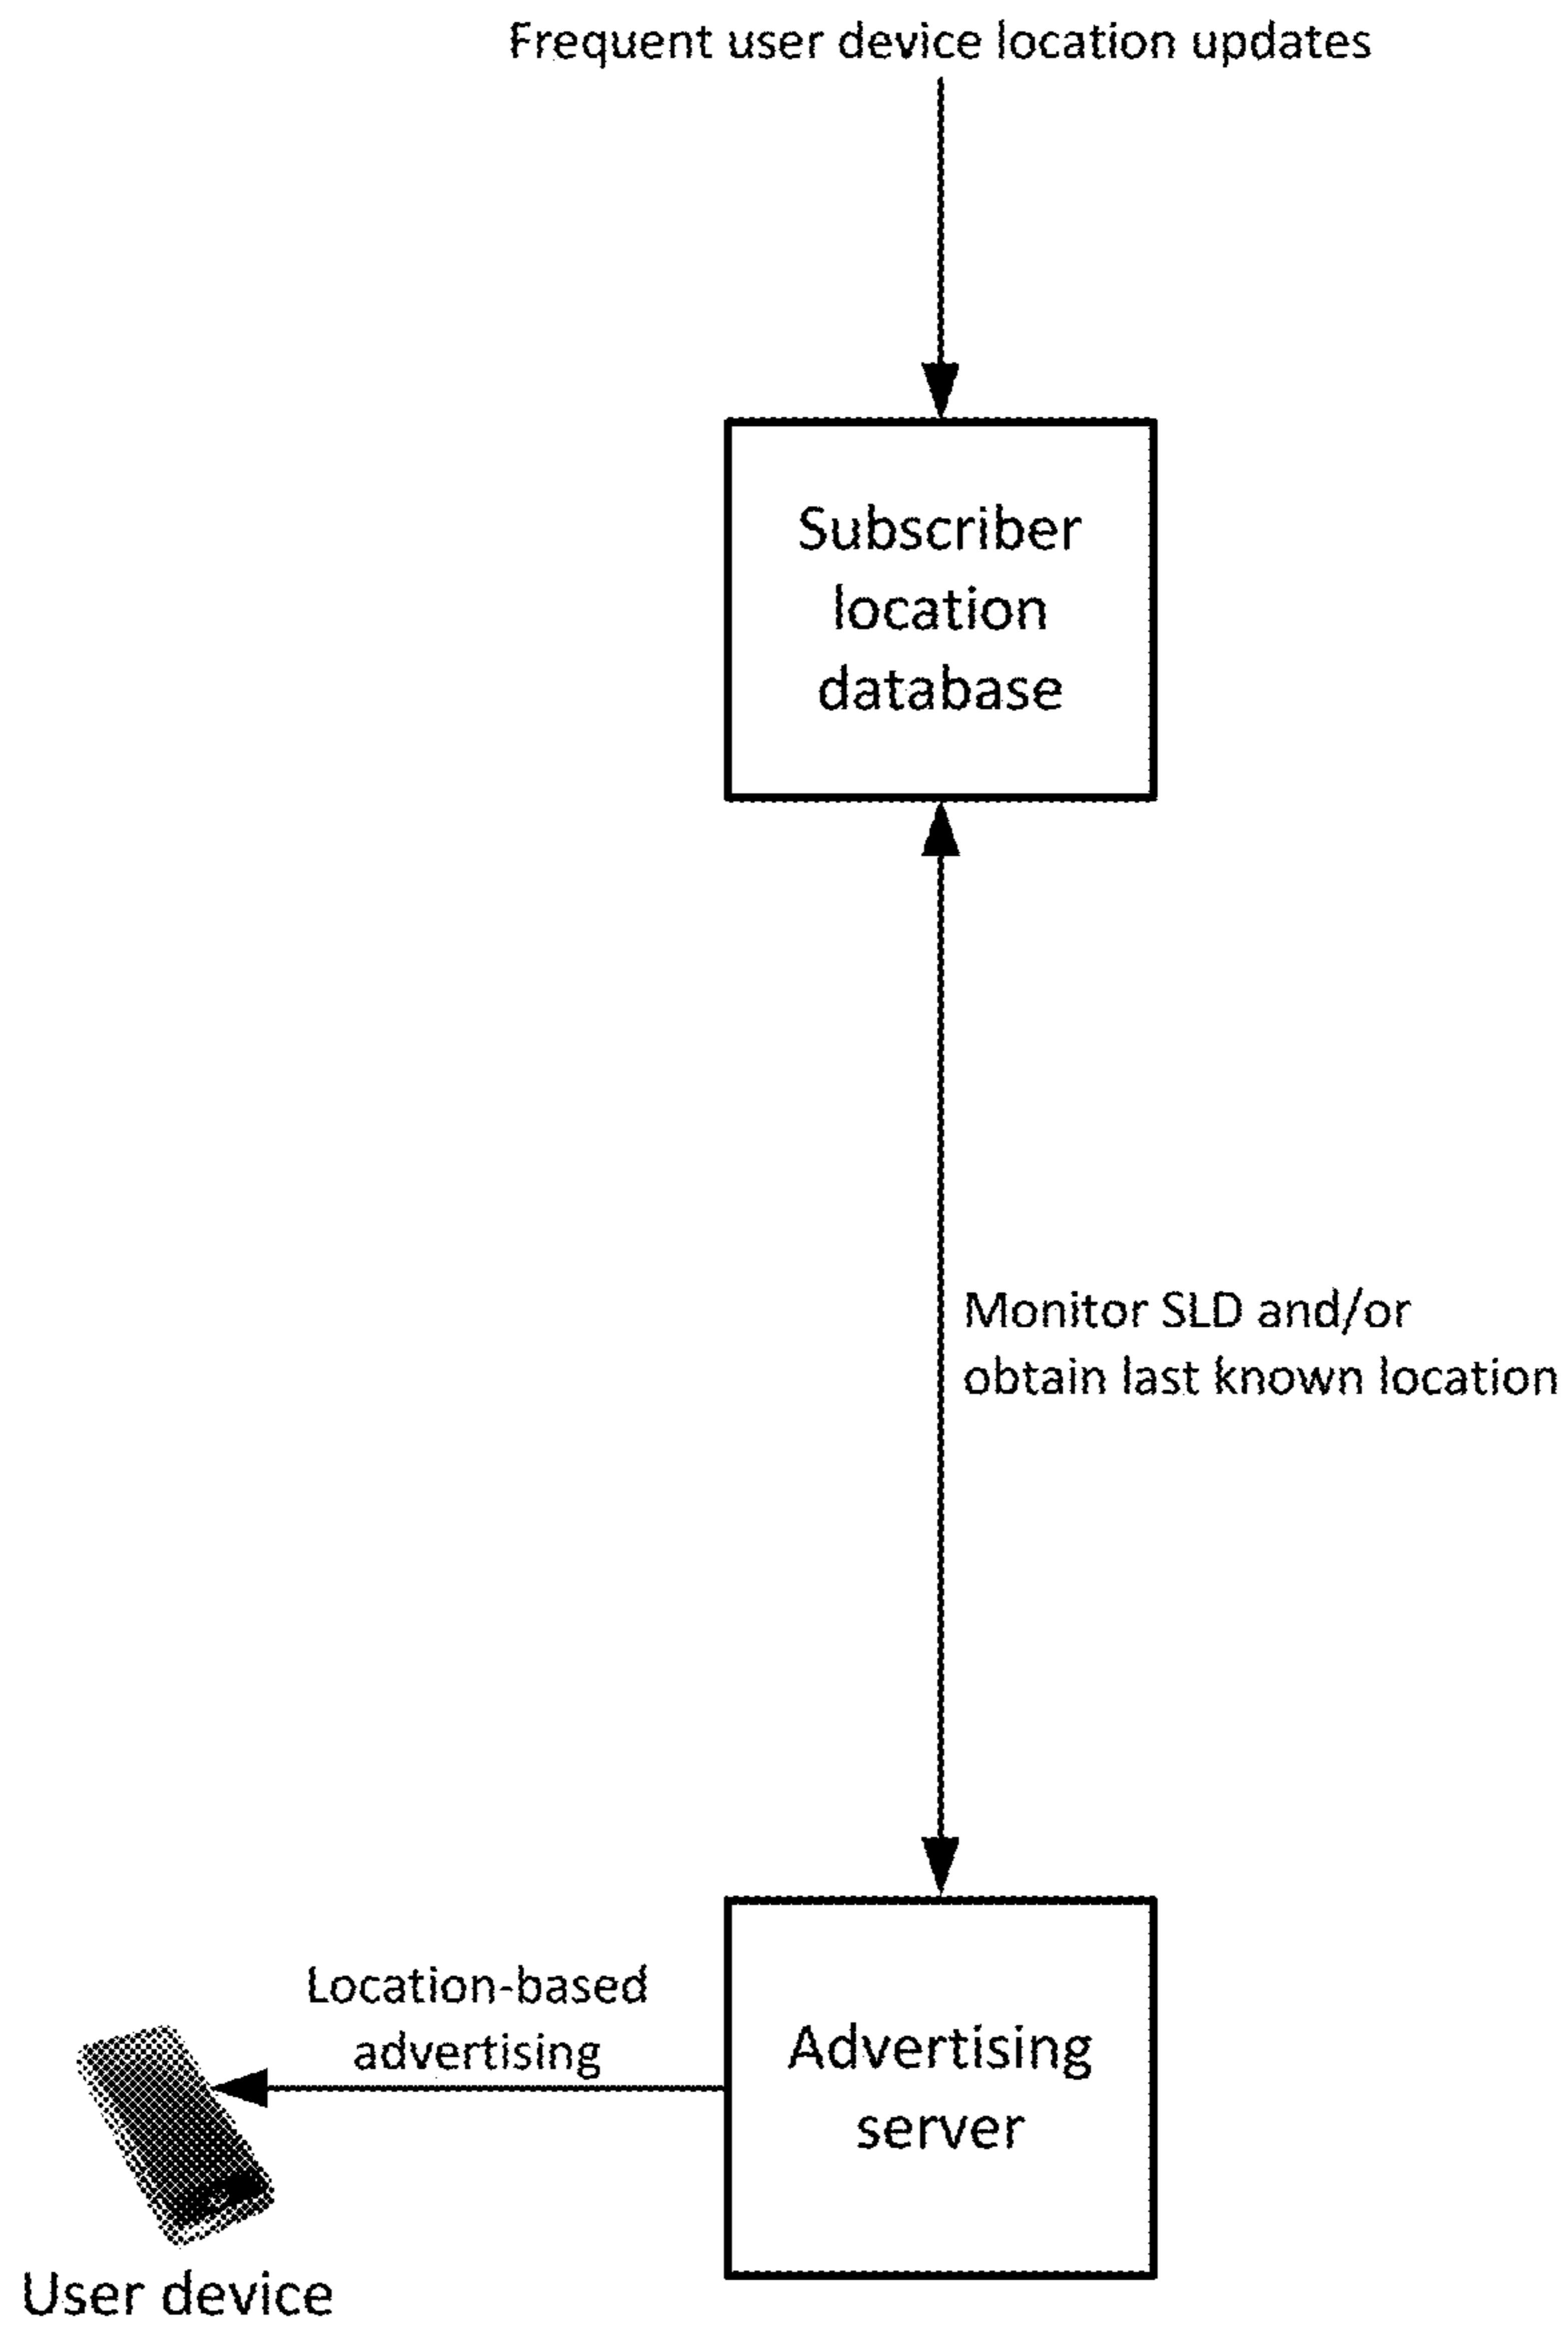 Frequent user device location updates
Subscriber
location
database
Monitor SLD and/or
obtain last known location
Location-based
advertising
Advertising
server
User device